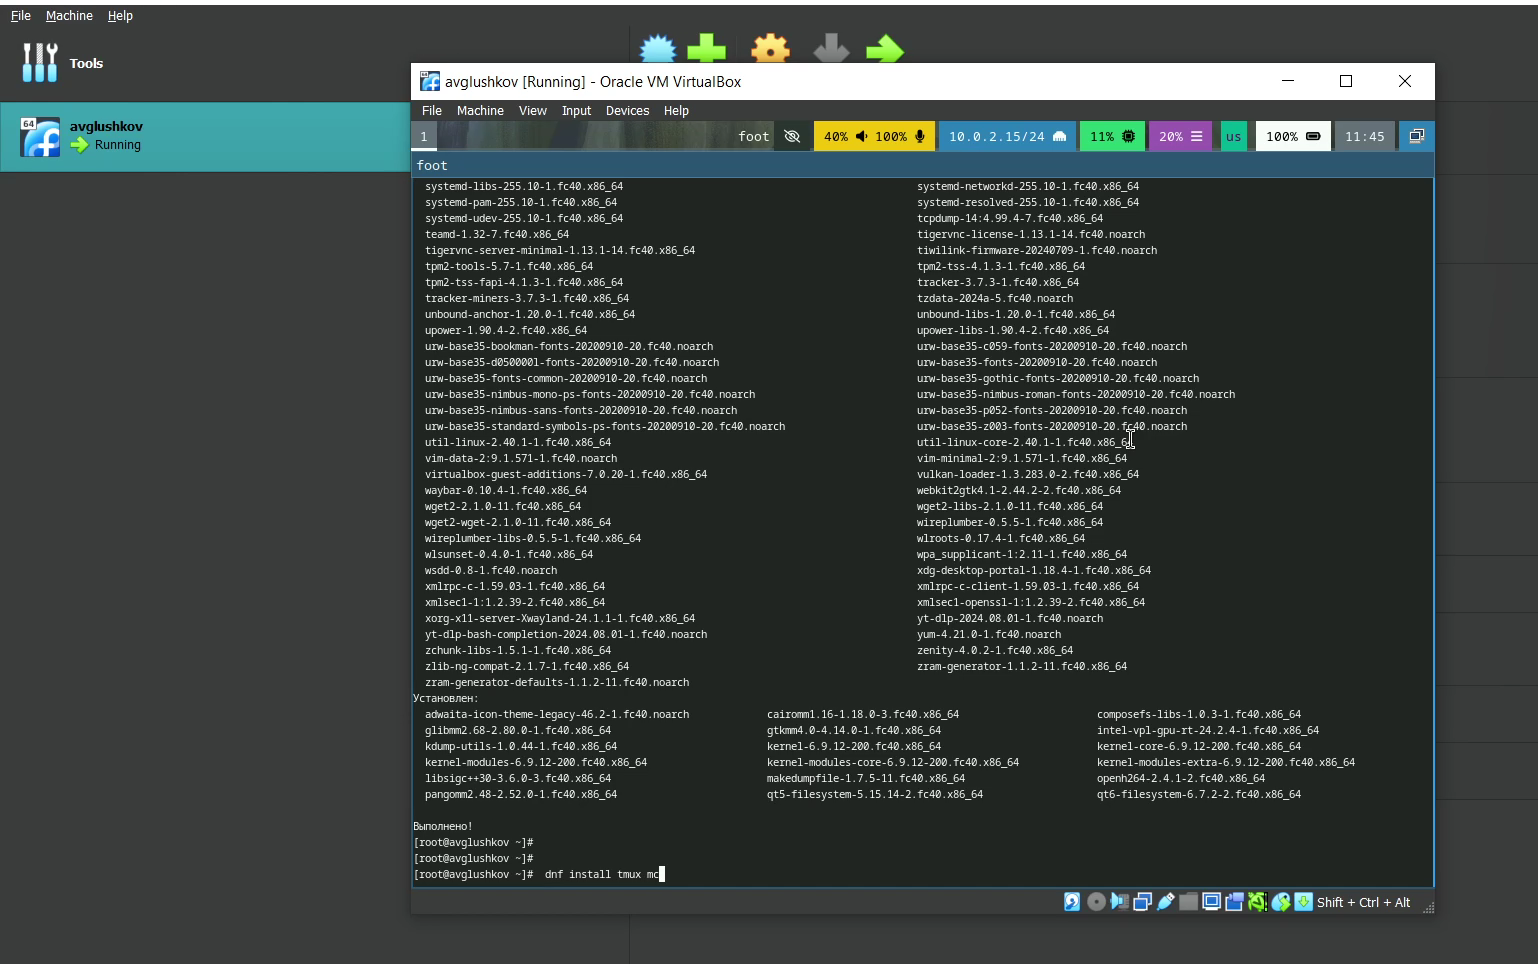 File Machine Help
Tools
64
avglushkov
Running
avglushkov [Running] - Oracle VM VirtualBox
File Machine View Input Devices Help
1 foot 40% 100% 10.0.2.15/24 11% 20% us 100% 11:45
foot
systemd-libs-255.10-1.fc40.x86_64 systemd-networkd-255.10-1.fc40.x86_64
systemd-pam-255.10-1.fc40.x86_64 systemd-resolved-255.10-1.fc40.x86_64
systemd-udev-255.10-1.fc40.x86_64 tcpdump-14:4.99.4-7.fc40.x86_64
teamd-1.32-7.fc40.x86_64 tigervnc-license-1.13.1-14.fc40.noarch
tigervnc-server-minimal-1.13.1-14.fc40.x86_64 tiwilink-firmware-20240709-1.fc40.noarch
tpm2-tools-5.7-1.fc40.x86_64 tpm2-tss-4.1.3-1.fc40.x86_64
tpm2-tss-fapi-4.1.3-1.fc40.x86_64 tracker-3.7.3-1.fc40.x86_64
tracker-miners-3.7.3-1.fc40.x86_64 tzdata-2024a-5.fc40.noarch
unbound-anchor-1.20.0-1.fc40.x86_64 unbound-libs-1.20.0-1.fc40.x86_64
upower-1.90.4-2.fc40.x86_64 upower-libs-1.90.4-2.fc40.x86_64
urw-base35-bookman-fonts-20200910-20.fc40.noarch urw-base35-c059-fonts-20200910-20.fc40.noarch
urw-base35-d050000l-fonts-20200910-20.fc40.noarch urw-base35-fonts-20200910-20.fc40.noarch
urw-base35-fonts-common-20200910-20.fc40.noarch urw-base35-gothic-fonts-20200910-20.fc40.noarch
urw-base35-nimbus-mono-ps-fonts-20200910-20.fc40.noarch urw-base35-nimbus-roman-fonts-20200910-20.fc40.noarch
urw-base35-nimbus-sans-fonts-20200910-20.fc40.noarch urw-base35-p052-fonts-20200910-20.fc40.noarch
urw-base35-standard-symbols-ps-fonts-20200910-20.fc40.noarch urw-base35-z003-fonts-20200910-20.fc40.noarch
util-linux-2.40.1-1.fc40.x86_64 util-linux-core-2.40.1-1.fc40.x86_64
vim-data-2:9.1.571-1.fc40.noarch vim-minimal-2:9.1.571-1.fc40.x86_64
virtualbox-guest-additions-7.0.20-1.fc40.x86_64 vulkan-loader-1.3.283.0-2.fc40.x86_64
waybar-0.10.4-1.fc40.x86_64 webkit2gtk4.1-2.44.2-2.fc40.x86_64
wget2-2.1.0-11.fc40.x86_64 wget2-libs-2.1.0-11.fc40.x86_64
wget2-wget-2.1.0-11.fc40.x86_64 wireplumber-0.5.5-1.fc40.x86_64
wireplumber-libs-0.5.5-1.fc40.x86_64 wlroots-0.17.4-1.fc40.x86_64
wlsunset-0.4.0-1.fc40.x86_64 wpa_supplicant-1:2.11-1.fc40.x86_64
wsdd-0.8-1.fc40.noarch xdg-desktop-portal-1.18.4-1.fc40.x86_64
xmlrpc-c-1.59.03-1.fc40.x86_64 xmlrpc-c-client-1.59.03-1.fc40.x86_64
xmlsec1-1:1.2.39-2.fc40.x86_64 xmlsec1-openssl-1:1.2.39-2.fc40.x86_64
xorg-x11-server-Xwayland-24.1.1-1.fc40.x86_64 yt-dlp-2024.08.01-1.fc40.noarch
yt-dlp-bash-completion-2024.08.01-1.fc40.noarch yum-4.21.0-1.fc40.noarch
zchunk-libs-1.5.1-1.fc40.x86_64 zenity-4.0.2-1.fc40.x86_64
zlib-ng-compat-2.1.7-1.fc40.x86_64 zram-generator-1.1.2-11.fc40.x86_64
zram-generator-defaults-1.1.2-11.fc40.noarch
Установлен:
adwaita-icon-theme-legacy-46.2-1.fc40.noarch cairomm1.16-1.18.0-3.fc40.x86_64 composefs-libs-1.0.3-1.fc40.x86_64
glibmm2.68-2.80.0-1.fc40.x86_64 gtkmm4.0-4.14.0-1.fc40.x86_64 intel-vpl-gpu-rt-24.2.4-1.fc40.x86_64
kdump-utils-1.0.44-1.fc40.x86_64 kernel-6.9.12-200.fc40.x86_64 kernel-core-6.9.12-200.fc40.x86_64
kernel-modules-6.9.12-200.fc40.x86_64 kernel-modules-core-6.9.12-200.fc40.x86_64 kernel-modules-extra-6.9.12-200.fc40.x86_64
libsigc++30-3.6.0-3.fc40.x86_64 makedumpfile-1.7.5-11.fc40.x86_64 openh264-2.4.1-2.fc40.x86_64
pangomm2.48-2.52.0-1.fc40.x86_64 qt5-filesystem-5.15.14-2.fc40.x86_64 qt6-filesystem-6.7.2-2.fc40.x86_64
Выполнено!
[root@avglushkov ~]#
[root@avglushkov ~]#
[root@avglushkov ~]#  dnf install tmux mc
Shift + Ctrl + Alt